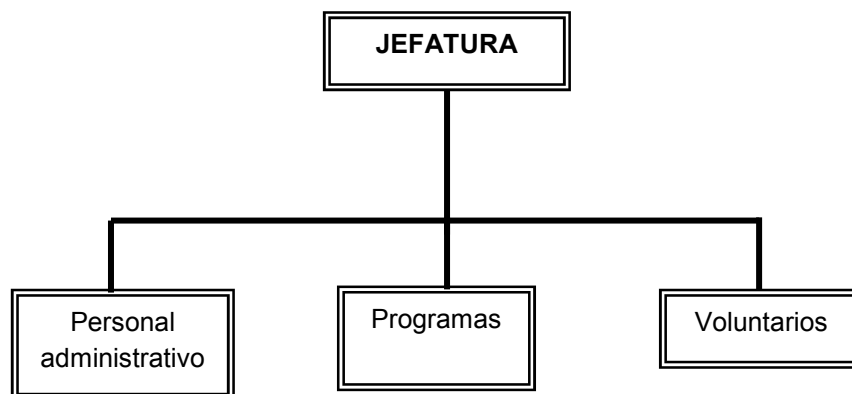 JEFATURA
Personal
administrativo
Programas
Voluntarios